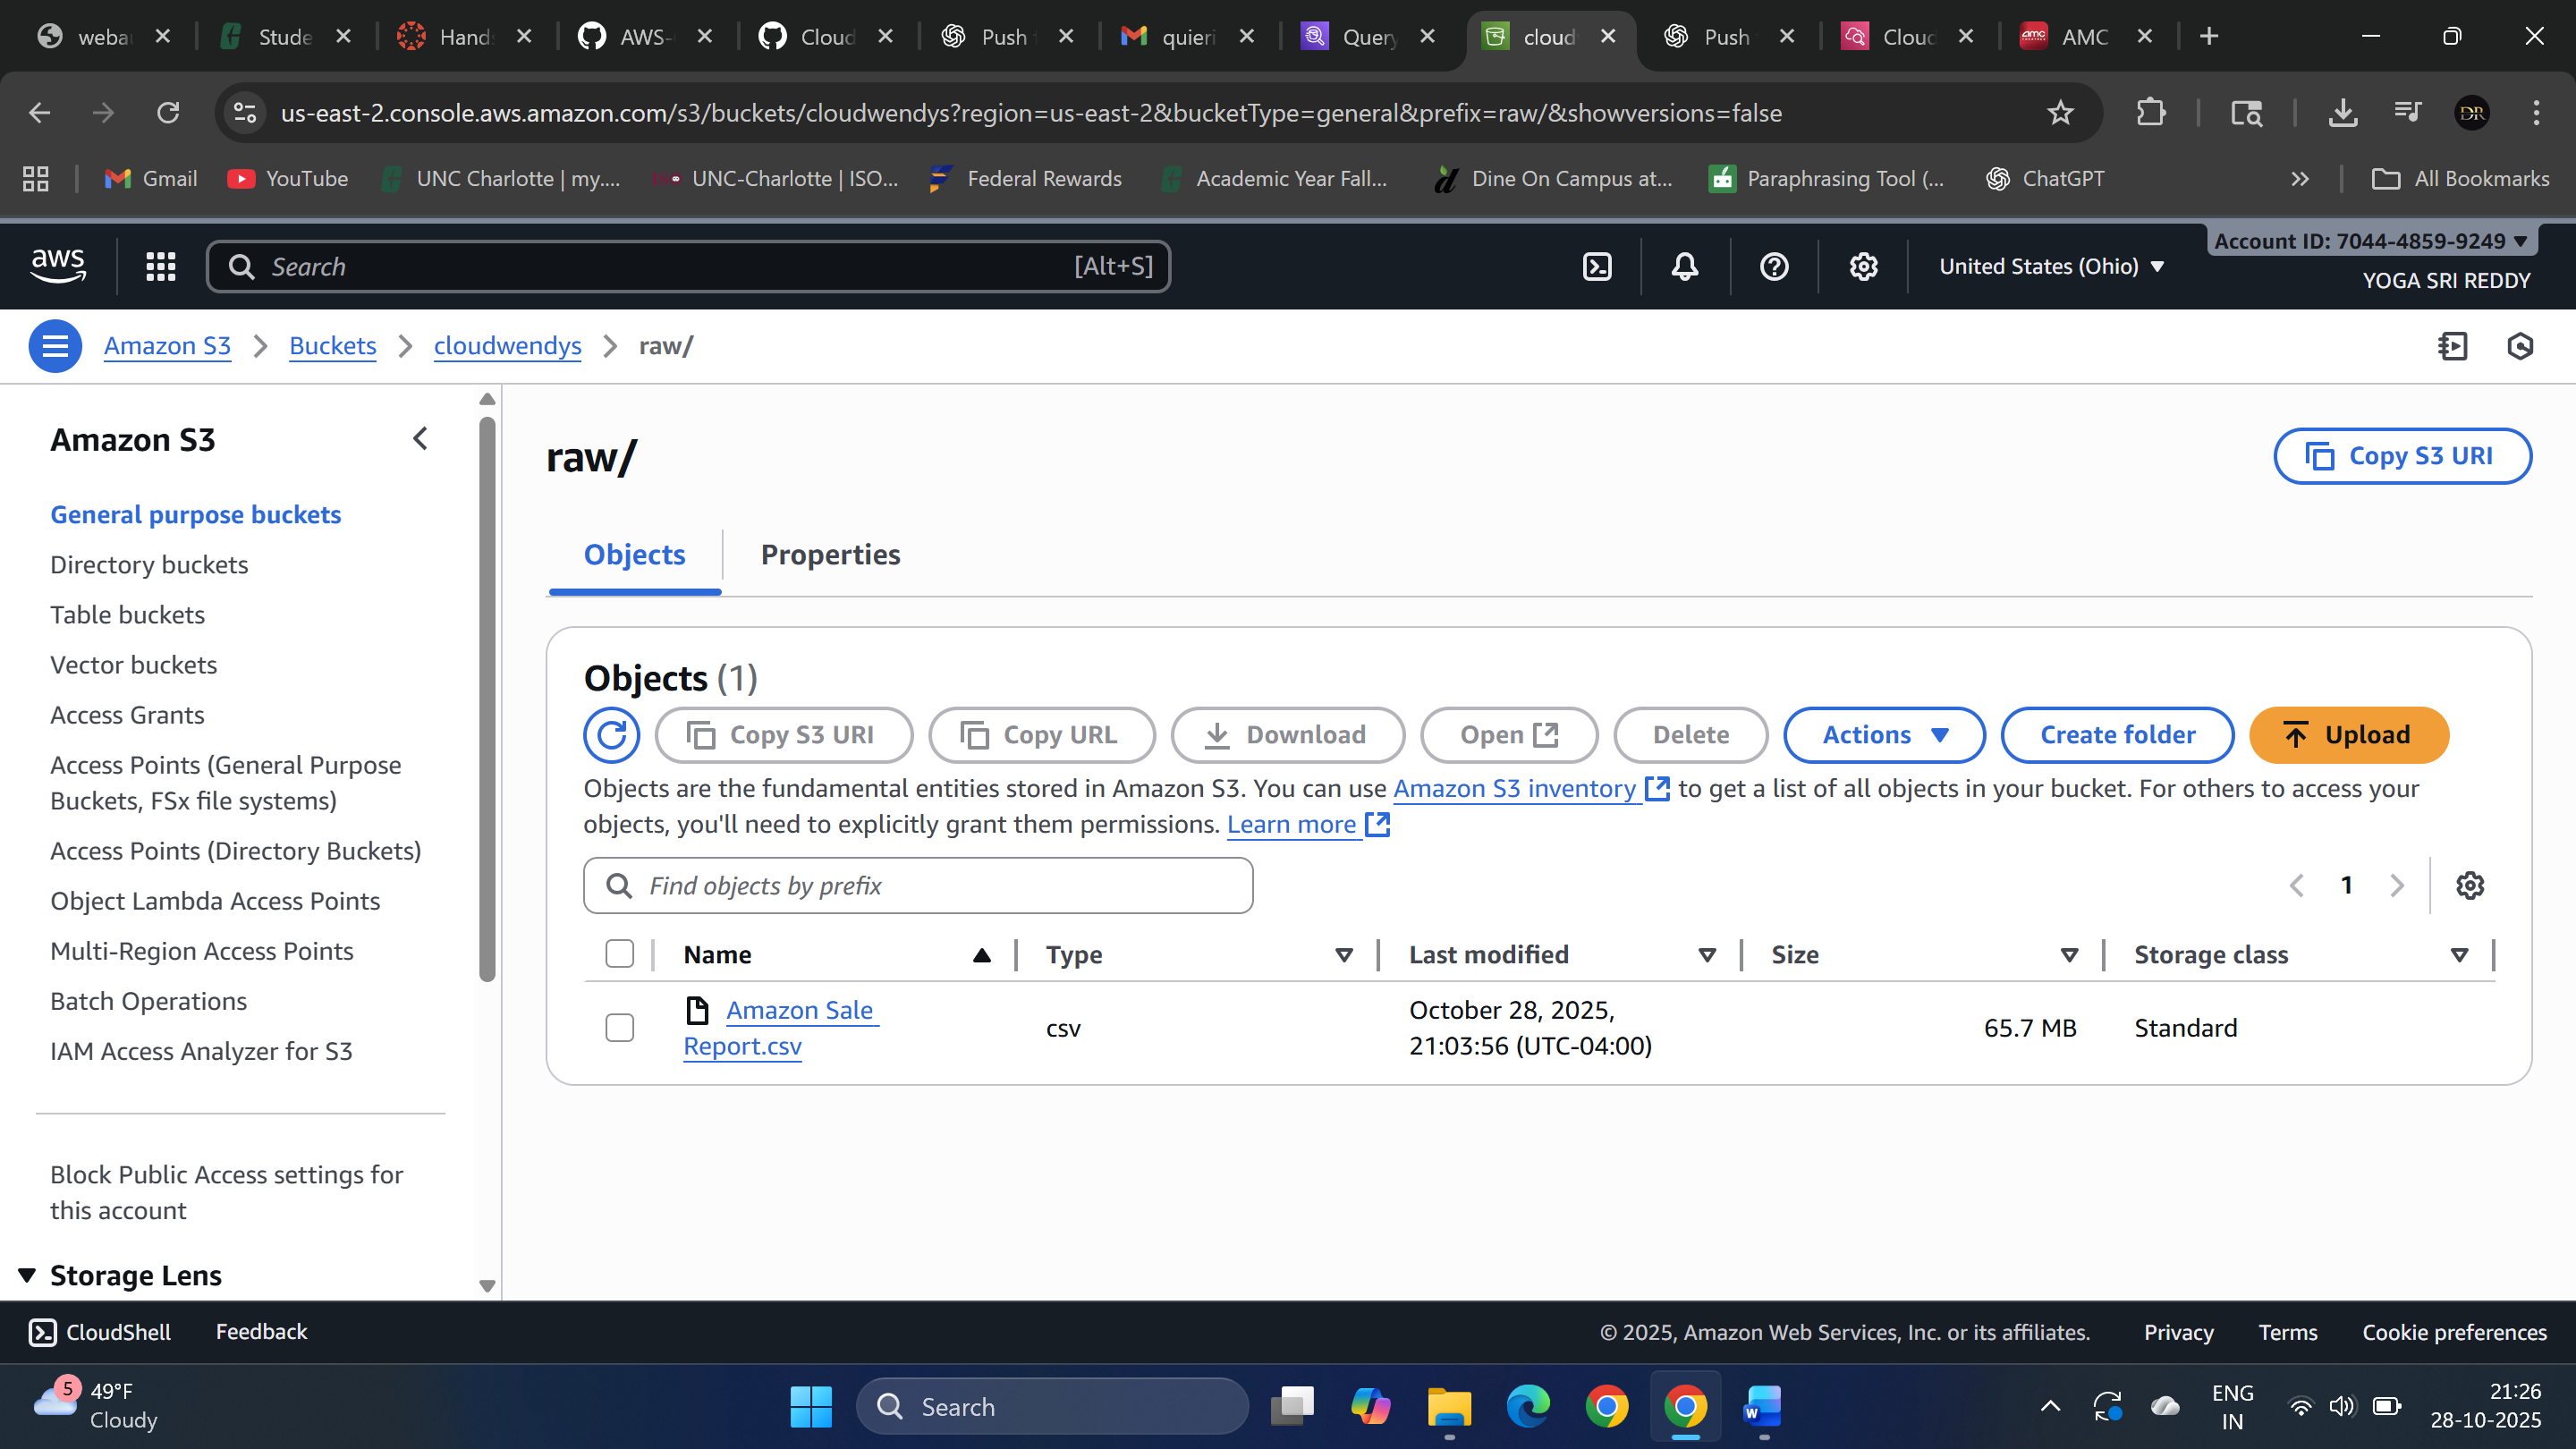 webau
Stude
Hands
AWS-
Cloud
Push
quieri
Query
cloud
Push
Cloud
AMC
us-east-2.console.aws.amazon.com/s3/buckets/cloudwendys?region=us-east-2&bucketType=general&prefix=raw/&showversions=false
DR
Gmail
YouTube
UNC Charlotte | my....
UNC-Charlotte | ISO...
Federal Rewards
Academic Year Fall...
Dine On Campus at...
Paraphrasing Tool (...
ChatGPT
All Bookmarks
aws
Search
[Alt+S]
United States (Ohio)
Account ID: 7044-4859-9249
YOGA SRI REDDY
Amazon S3
Buckets
cloudwendys
raw/
Amazon S3
General purpose buckets
Directory buckets
Table buckets
Vector buckets
Access Grants
Access Points (General Purpose
Buckets, FSx file systems)
Access Points (Directory Buckets)
Object Lambda Access Points
Multi-Region Access Points
Batch Operations
IAM Access Analyzer for S3
Block Public Access settings for
this account
Storage Lens
raw/
Copy S3 URI
Objects
Properties
Objects (1)
Copy S3 URI
Copy URL
Download
Open
Delete
Actions
Create folder
Upload
Objects are the fundamental entities stored in Amazon S3. You can use Amazon S3 inventory to get a list of all objects in your bucket. For others to access your
objects, you'll need to explicitly grant them permissions. Learn more
Find objects by prefix
1
Name
Type
Last modified
Size
Storage class
Amazon Sale
Report.csv
csv
October 28, 2025,
21:03:56 (UTC-04:00)
65.7 MB
Standard
CloudShell
Feedback
© 2025, Amazon Web Services, Inc. or its affiliates.
Privacy
Terms
Cookie preferences
5
49°F
Cloudy
Search
ENG
IN
21:26
28-10-2025